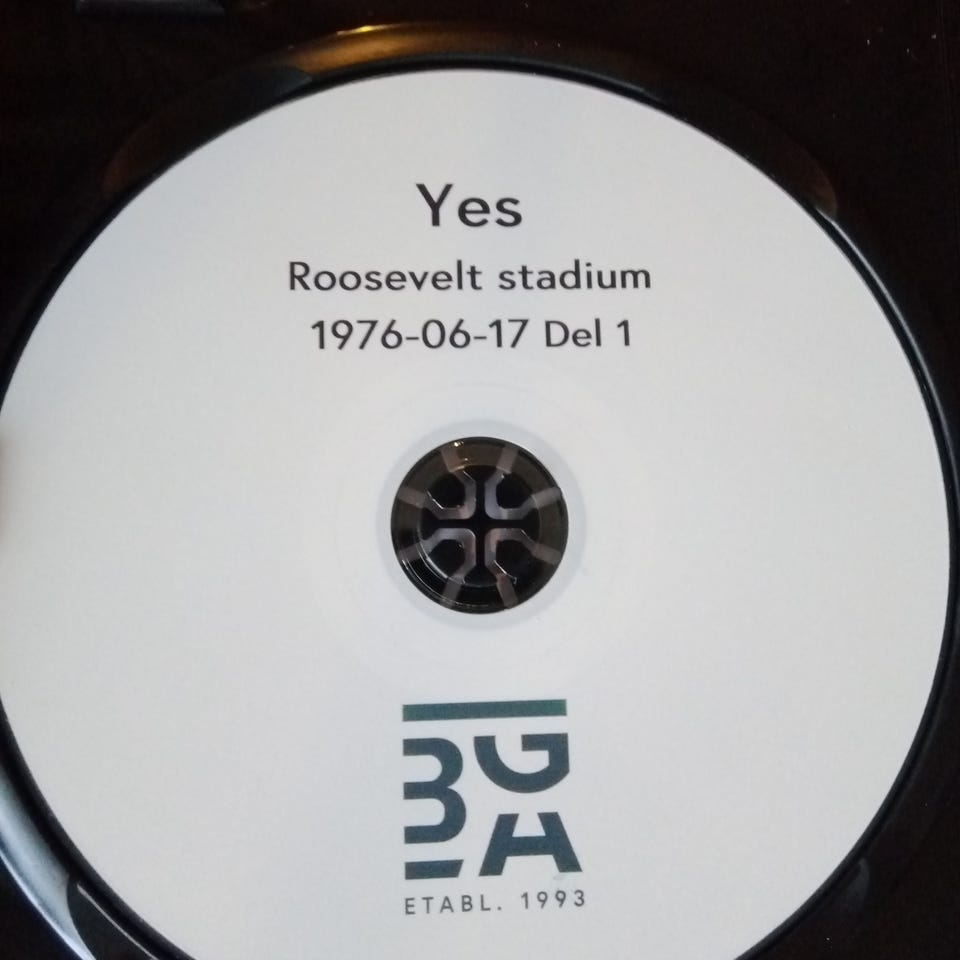 Yes
Roosevelt stadium
1976-06-17 Del 1
BGA
ETABL. 1993